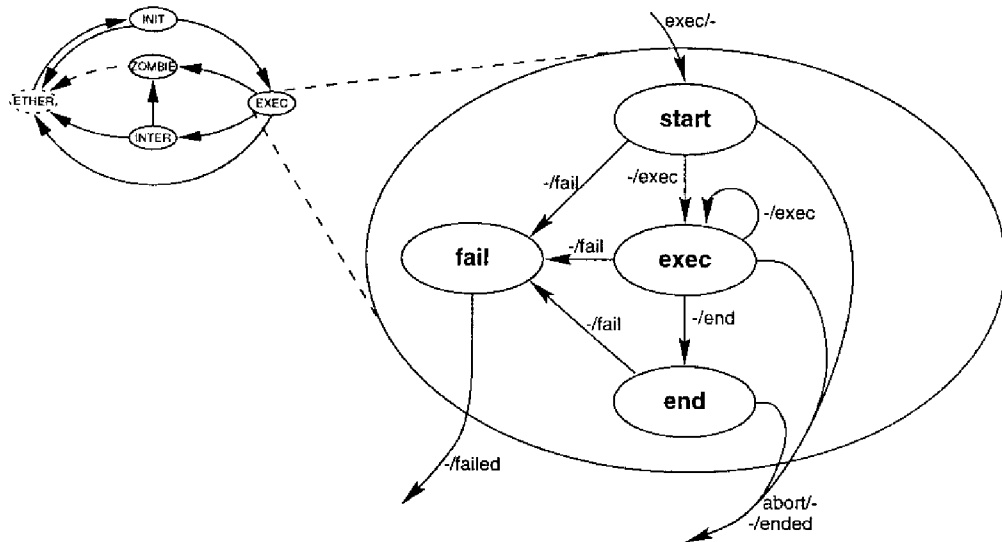 INIT
ZOMBIE
ETHER
EXEC
INTER
exec/-
start
-/fail
-/exec
-/exec
fail
-/fail
exec
-/fail
-/end
end
-/failed
abort/-
-/ended